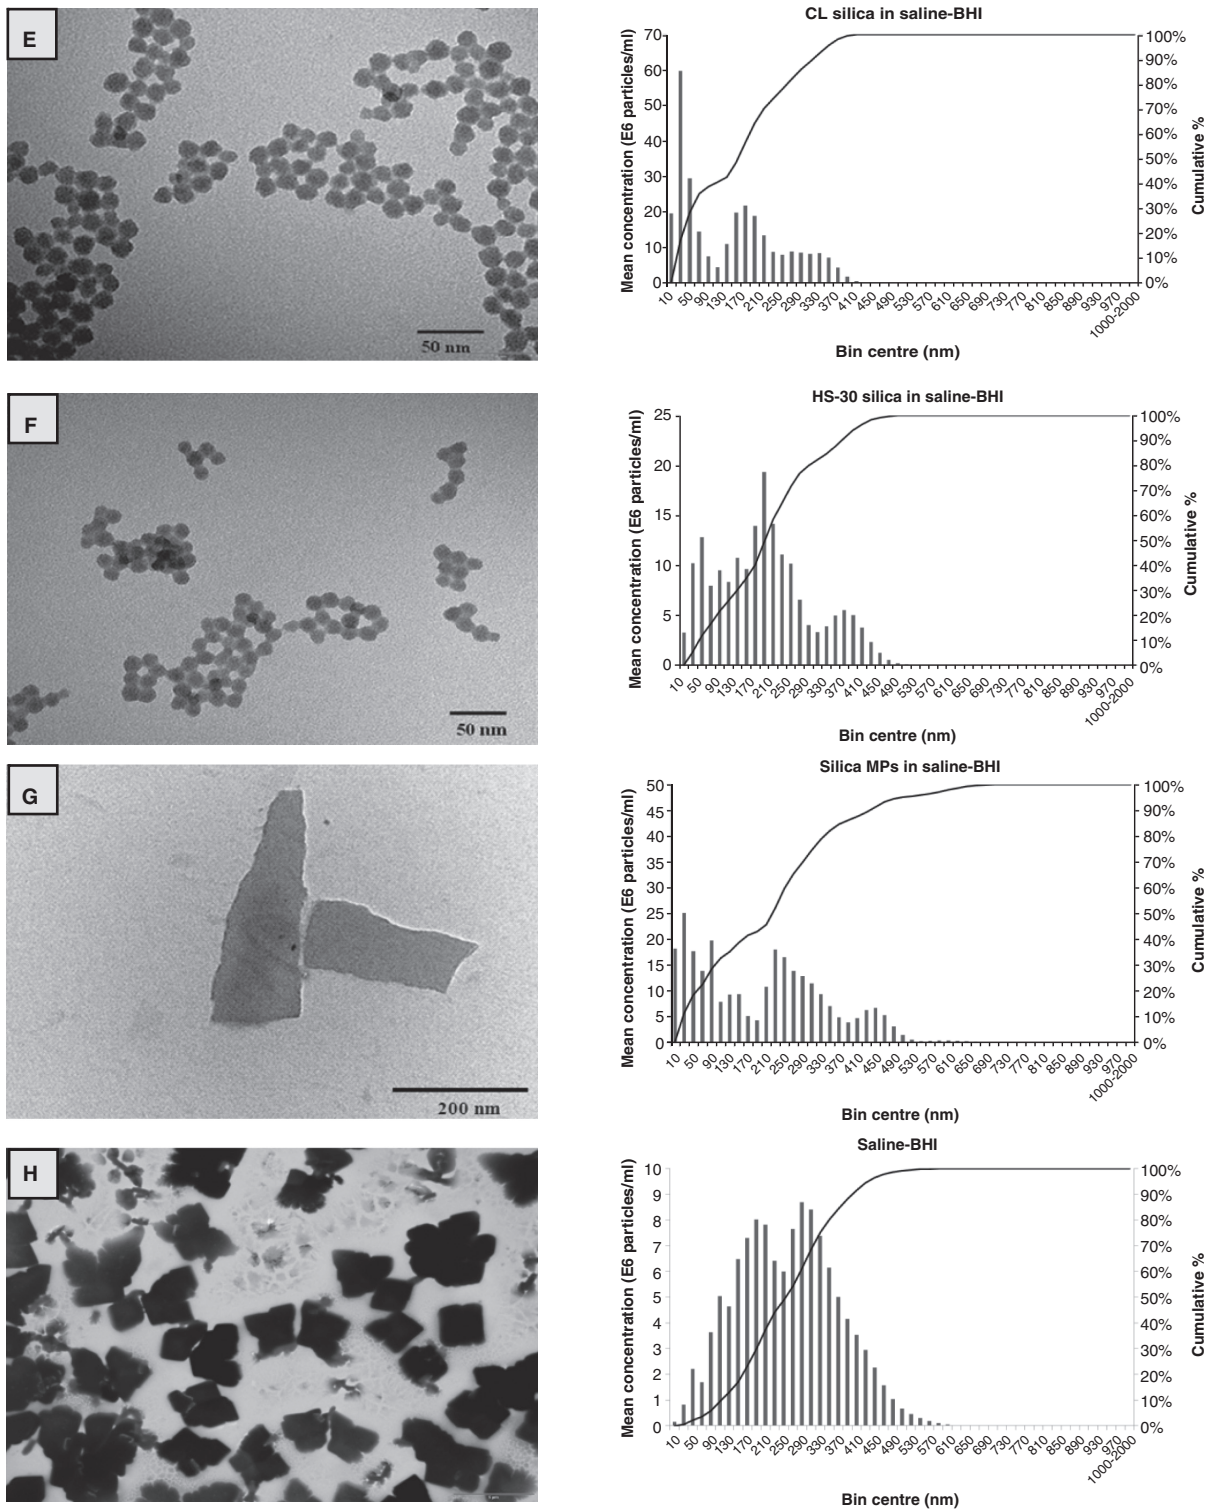 E
50 nm
CL silica in saline-BHI
Mean concentration (E6 particles/ml)
70
60
50
40
30
20
10
0
100%
90%
80%
70%
60%
50%
40%
30%
20%
10%
0%
Cumulative %
10 50 90 130 170 210 250 290 330 370 410 450 490 530 570 610 650 690 730 770 810 850 890 930 970 1000-2000
Bin centre (nm)
F
50 nm
HS-30 silica in saline-BHI
Mean concentration (E6 particles/ml)
25
20
15
10
5
0
100%
90%
80%
70%
60%
50%
40%
30%
20%
10%
0%
Cumulative %
10 50 90 130 170 210 250 290 330 370 410 450 490 530 570 610 650 690 730 770 810 850 890 930 970 1000-2000
Bin centre (nm)
G
200 nm
Silica MPs in saline-BHI
Mean concentration (E6 particles/ml)
50
45
40
35
30
25
20
15
10
5
0
100%
90%
80%
70%
60%
50%
40%
30%
20%
10%
0%
Cumulative %
10 50 90 130 170 210 250 290 330 370 410 450 490 530 570 610 650 690 730 770 810 850 890 930 970 1000-2000
Bin centre (nm)
H
Saline-BHI
Mean concentration (E6 particles/ml)
10
9
8
7
6
5
4
3
2
1
0
100%
90%
80%
70%
60%
50%
40%
30%
20%
10%
0%
Cumulative %
10 50 90 130 170 210 250 290 330 370 410 450 490 530 570 610 650 690 730 770 810 850 890 930 970 1000-2000
Bin centre (nm)